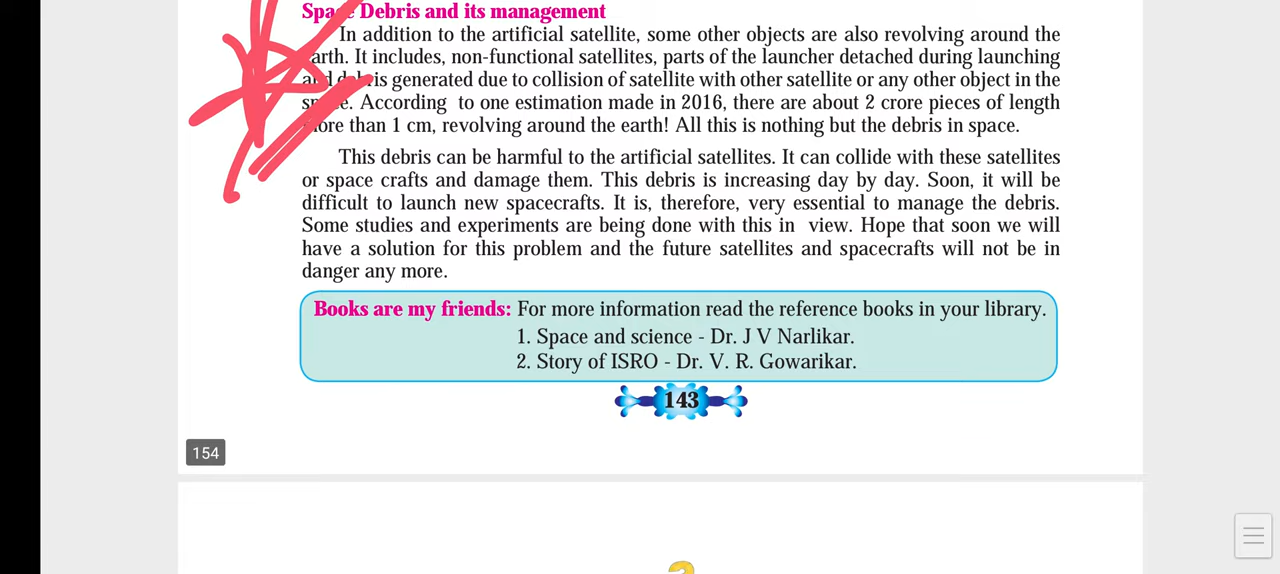 Space Debris and its management
In addition to the artificial satellite, some other objects are also revolving around the
earth. It includes, non-functional satellites, parts of the launcher detached during launching
and debris generated due to collision of satellite with other satellite or any other object in the
space. According to one estimation made in 2016, there are about 2 crore pieces of length
more than 1 cm, revolving around the earth! All this is nothing but the debris in space.
This debris can be harmful to the artificial satellites. It can collide with these satellites
or space crafts and damage them. This debris is increasing day by day. Soon, it will be
difficult to launch new spacecrafts. It is, therefore, very essential to manage the debris.
Some studies and experiments are being done with this in view. Hope that soon we will
have a solution for this problem and the future satellites and spacecrafts will not be in
danger any more.
Books are my friends: For more information read the reference books in your library.
1. Space and science - Dr. J V Narlikar.
2. Story of ISRO - Dr. V. R. Gowarikar.
143
154